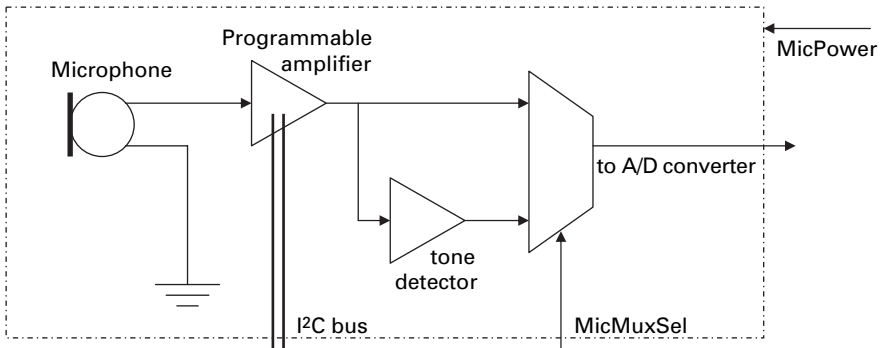 Programmable
amplifier
MicPower
Microphone
to A/D converter
tone
detector
I²C bus
MicMuxSel